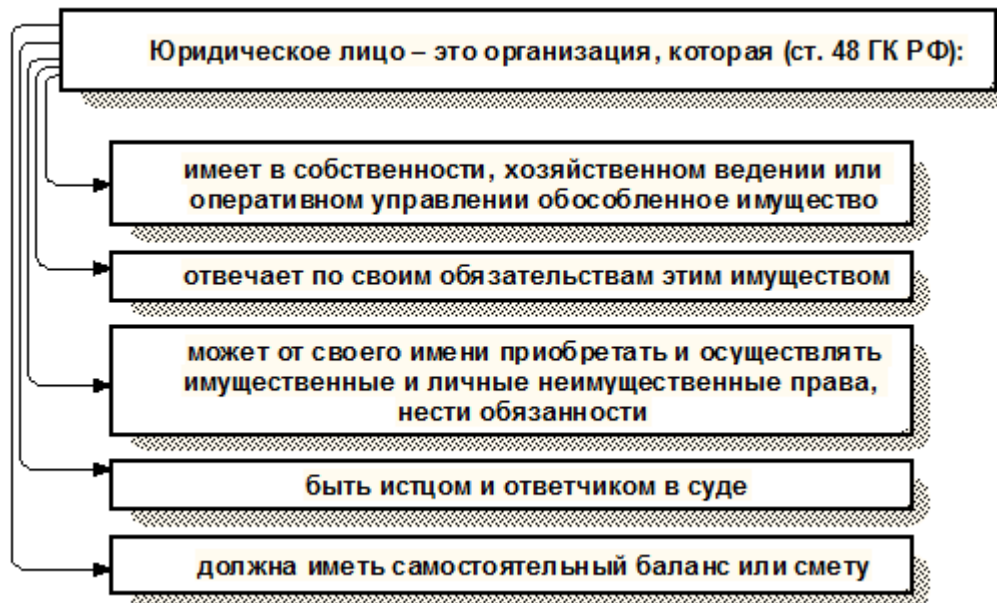 Юридическое лицо – это организация, которая (ст. 48 ГК РФ):
имеет в собственности, хозяйственном ведении или
оперативном управлении обособленное имущество
отвечает по своим обязательствам этим имуществом
может от своего имени приобретать и осуществлять
имущественные и личные неимущественные права,
нести обязанности
быть истцом и ответчиком в суде
должна иметь самостоятельный баланс или смету